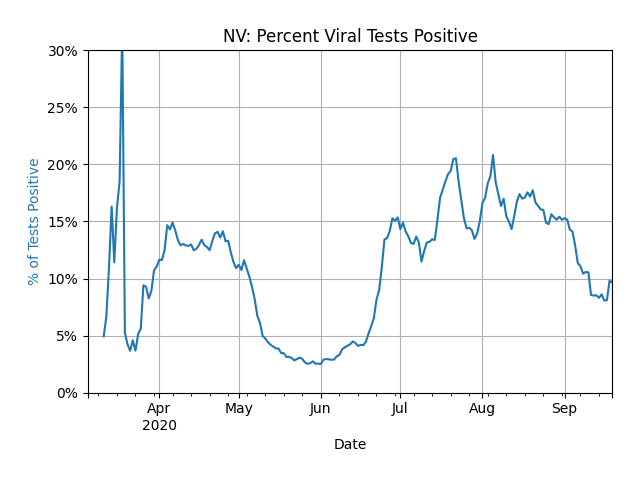 NV: Percent Viral Tests Positive
30%
25%
20%
15%
10%
5%
0%
% of Tests Positive
Apr
2020
May
Jun
Jul
Aug
Sep
Date